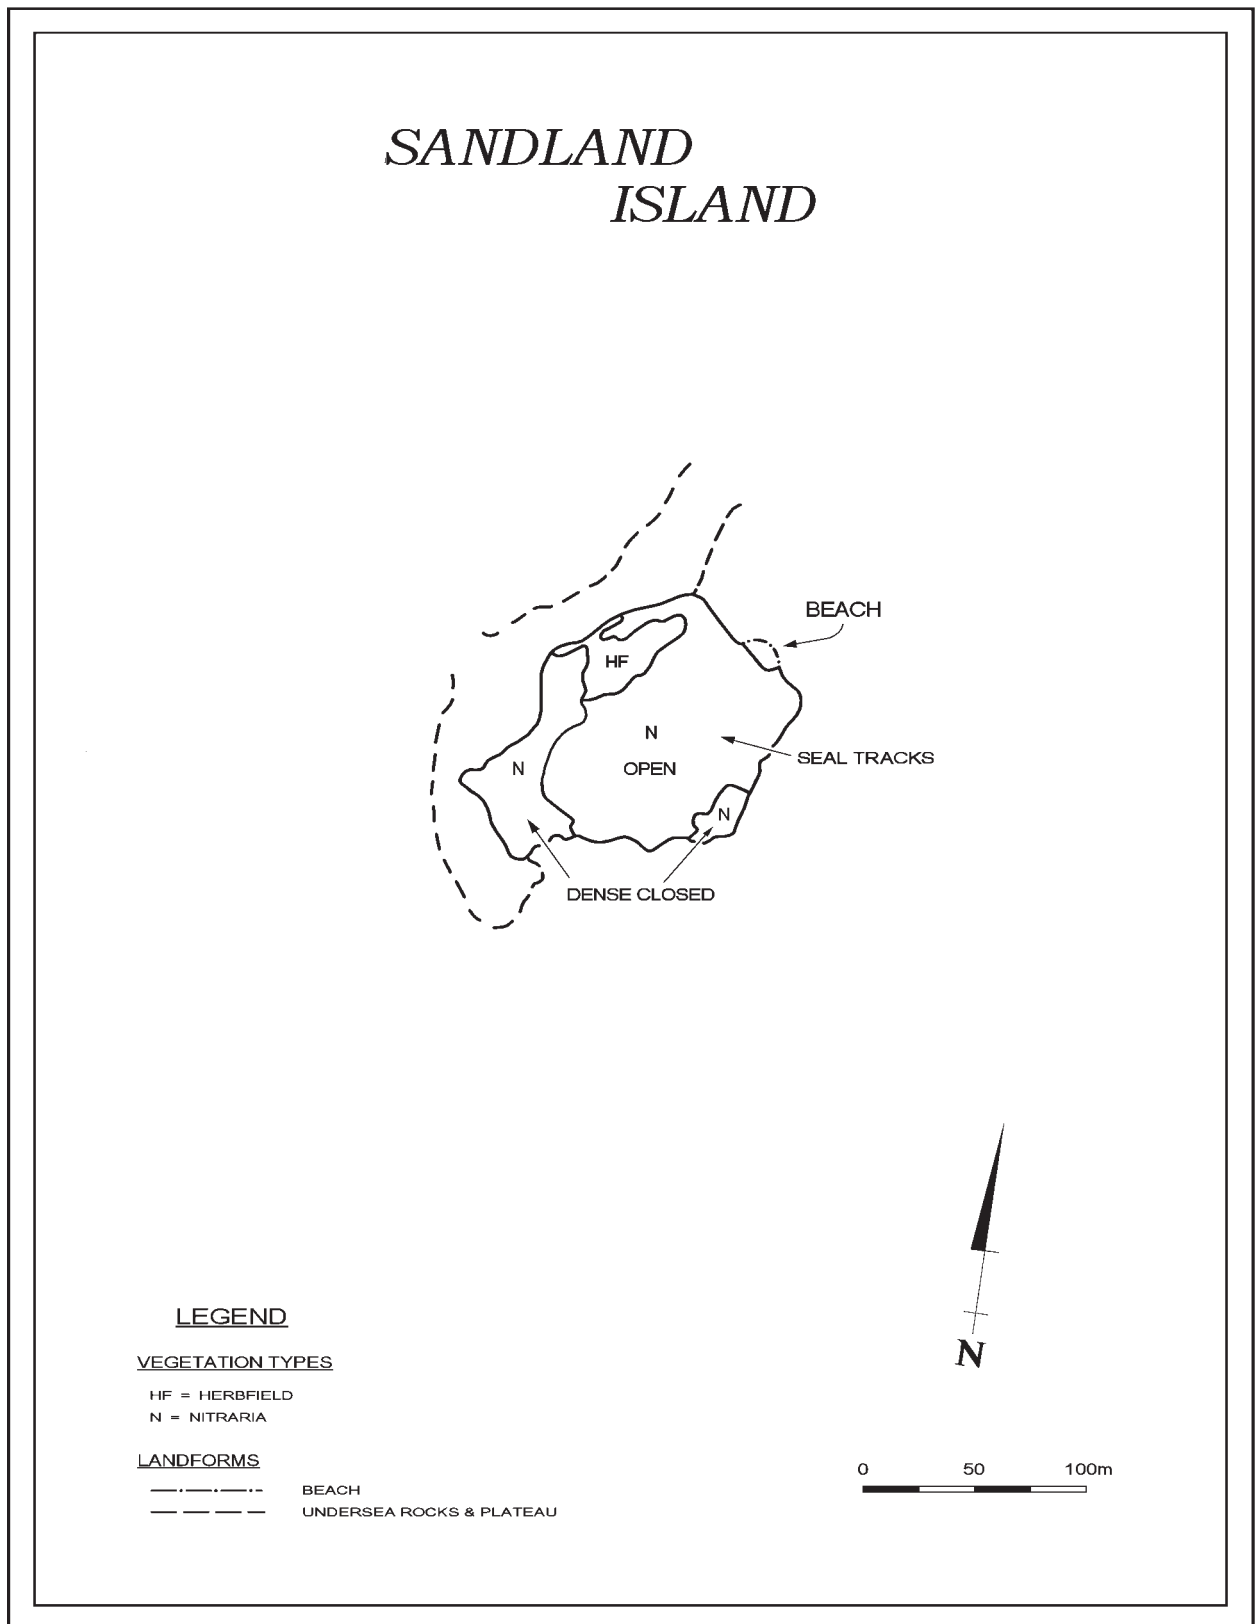 SANDLAND
ISLAND
BEACH
HF
N
OPEN
SEAL TRACKS
N
N
DENSE CLOSED
N
LEGEND
VEGETATION TYPES
HF = HERBFIELD
N = NITRARIA
LANDFORMS
BEACH
UNDERSEA ROCKS & PLATEAU
0 50 100m